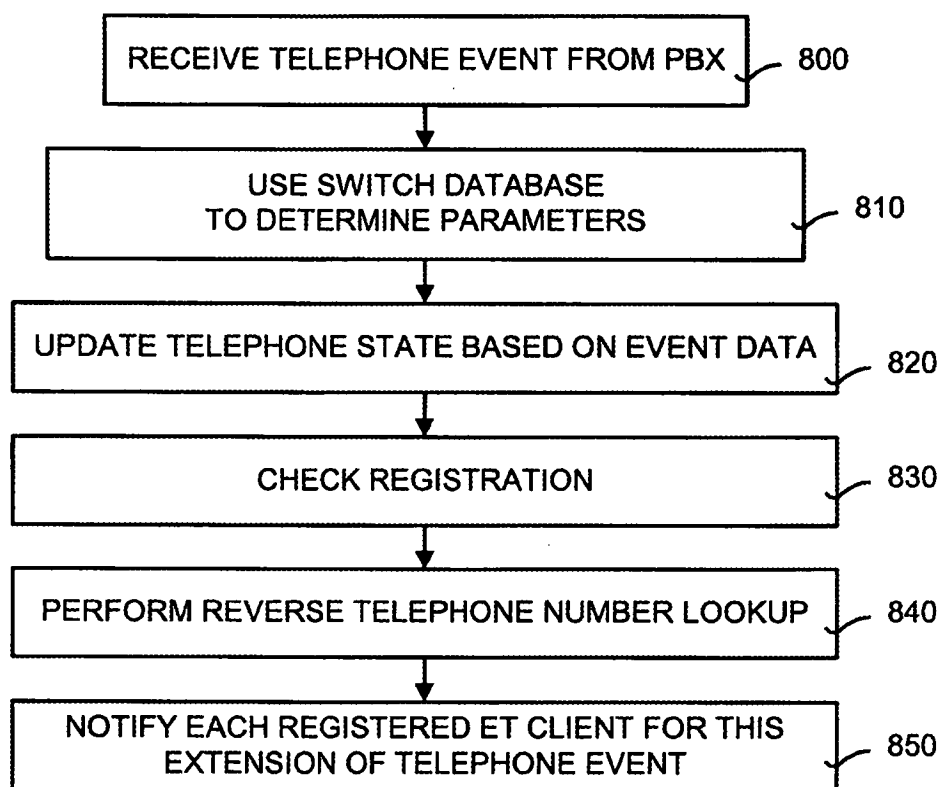 RECEIVE TELEPHONE EVENT FROM PBX
800
USE SWITCH DATABASE
TO DETERMINE PARAMETERS
810
UPDATE TELEPHONE STATE BASED ON EVENT DATA
820
CHECK REGISTRATION
830
PERFORM REVERSE TELEPHONE NUMBER LOOKUP
840
NOTIFY EACH REGISTERED ET CLIENT FOR THIS
EXTENSION OF TELEPHONE EVENT
850